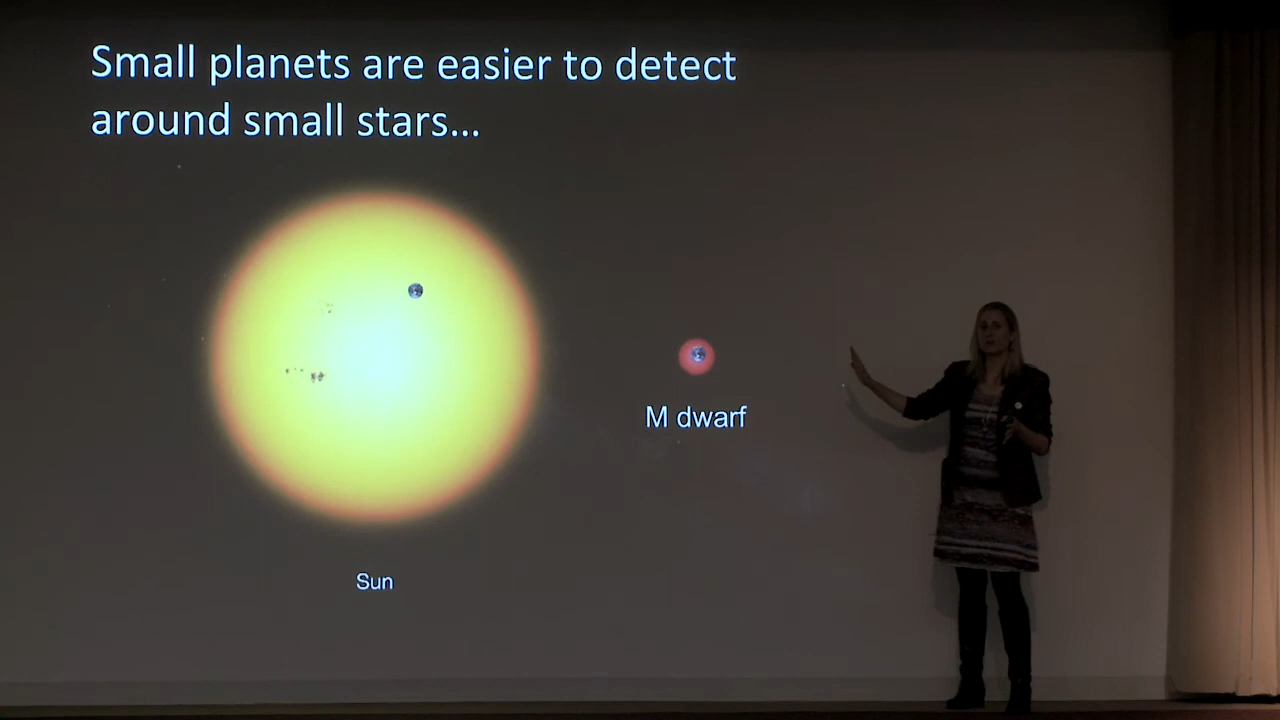 Small planets are easier to detect
around small stars...
M dwarf
Sun